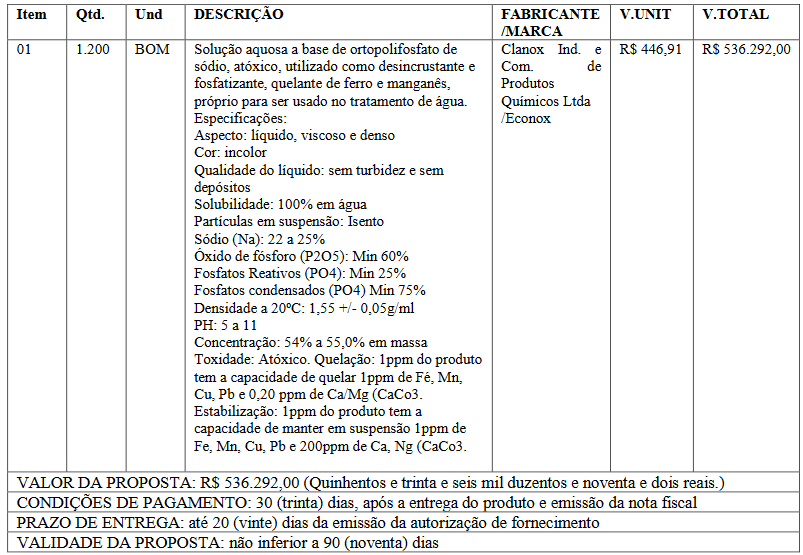 Item Qtd. Und DESCRIÇÃO FABRICANTE /MARCA V.UNIT V.TOTAL
01 1.200 BOM Solução aquosa a base de ortopolifosfato de sódio, atóxico, utilizado como desincrustante e fosfatizante, quelante de ferro e manganês, próprio para ser usado no tratamento de água.
Especificações:
Aspecto: líquido, viscoso e denso
Cor: incolor
Qualidade do líquido: sem turbidez e sem depósitos
Solubilidade: 100% em água
Partículas em suspensão: Isento
Sódio (Na): 22 a 25%
Óxido de fósforo (P2O5): Min 60%
Fosfatos Reativos (PO4): Min 25%
Fosfatos condensados (PO4) Min 75%
Densidade a 20ºC: 1,55 +/- 0,05g/ml
PH: 5 a 11
Concentração: 54% a 55,0% em massa
Toxidade: Atóxico. Quelação: 1ppm do produto tem a capacidade de quelar 1ppm de Fé, Mn, Cu, Pb e 0,20 ppm de Ca/Mg (CaCo3.
Estabilização: 1ppm do produto tem a capacidade de manter em suspensão 1ppm de Fe, Mn, Cu, Pb e 200ppm de Ca, Ng (CaCo3.
Clanox Ind. e Com. de Produtos Químicos Ltda /Econox
R$ 446,91
R$ 536.292,00
VALOR DA PROPOSTA: R$ 536.292,00 (Quinhentos e trinta e seis mil duzentos e noventa e dois reais.)
CONDIÇÕES DE PAGAMENTO: 30 (trinta) dias, após a entrega do produto e emissão da nota fiscal
PRAZO DE ENTREGA: até 20 (vinte) dias da emissão da autorização de fornecimento
VALIDADE DA PROPOSTA: não inferior a 90 (noventa) dias